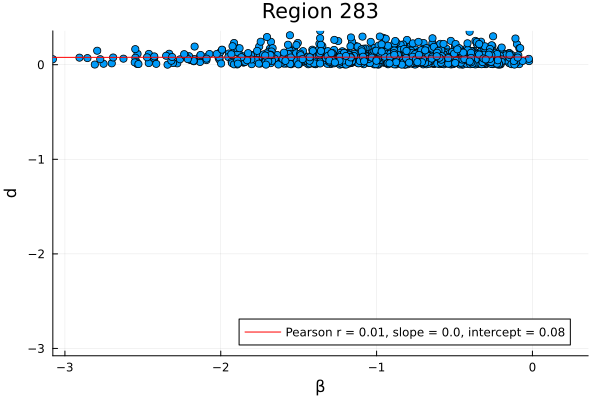 Region 283
0
−1
−2
−3
d
Pearson r = 0.01, slope = 0.0, intercept = 0.08
−3
−2
−1
0
β